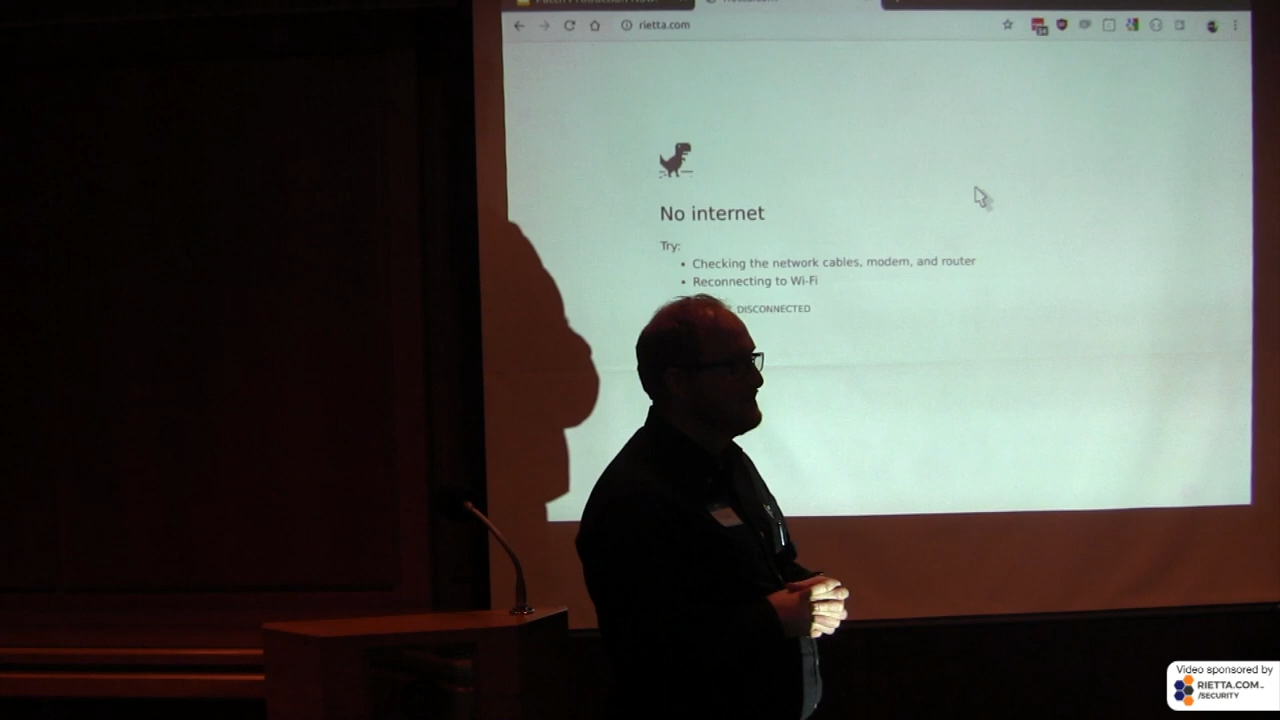 rietta.com
No internet
Try:
• Checking the network cables, modem, and router
• Reconnecting to Wi-Fi
DISCONNECTED
Video sponsored by
RIETTA.COM
/SECURITY